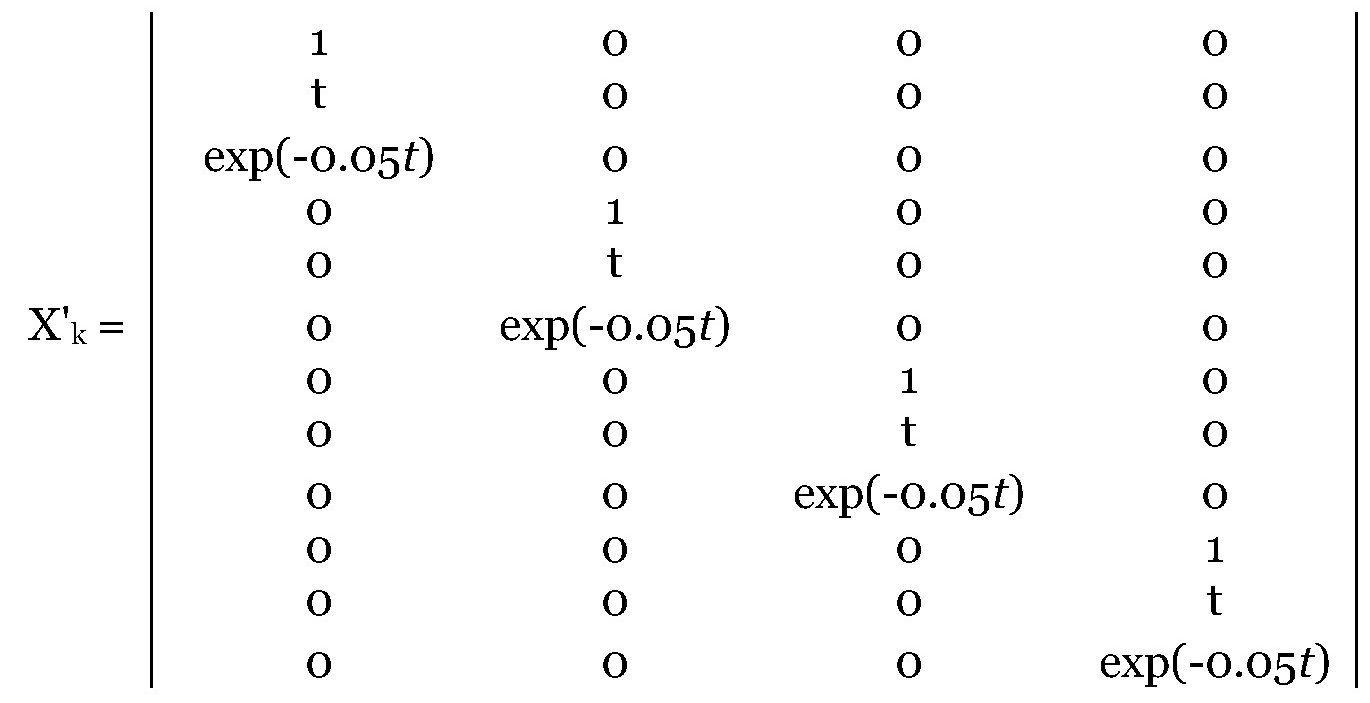 1 0 0 0
t 0 0 0
exp(-0.05t) 0 0 0
0 1 0 0
0 t 0 0
X'k = 0 exp(-0.05t) 0 0
0 0 1 0
0 0 t 0
0 0 exp(-0.05t) 0
0 0 0 1
0 0 0 t
0 0 0 exp(-0.05t)